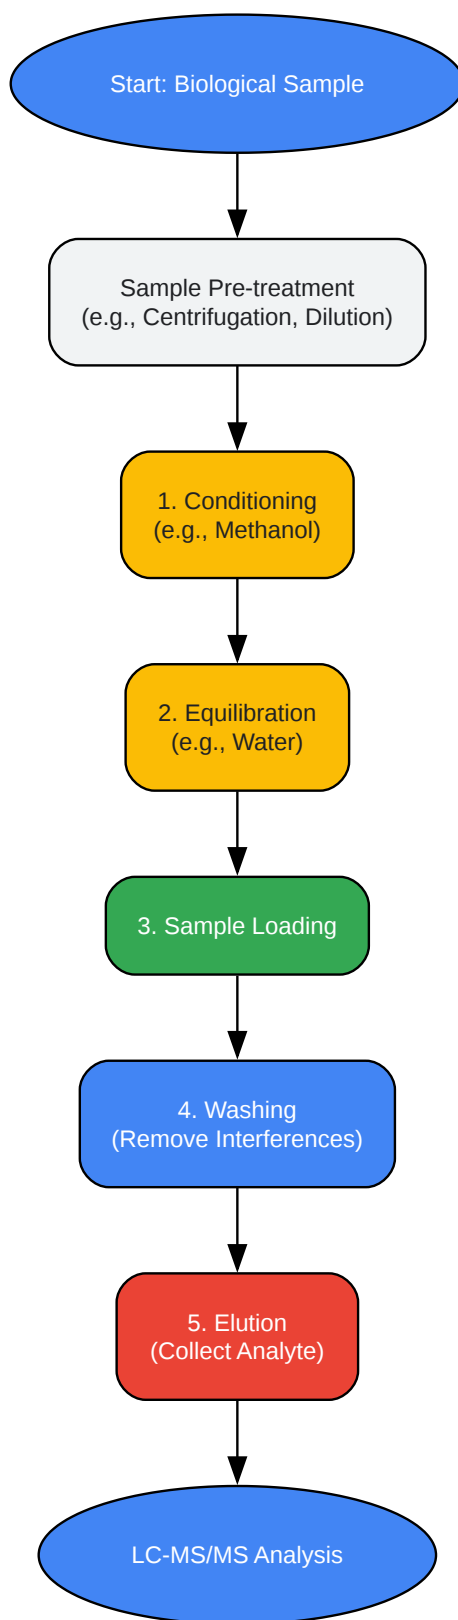 Start: Biological Sample
Sample Pre-treatment
(e.g., Centrifugation, Dilution)
1. Conditioning
(e.g., Methanol)
2. Equilibration
(e.g., Water)
3. Sample Loading
4. Washing
(Remove Interferences)
5. Elution
(Collect Analyte)
LC-MS/MS Analysis